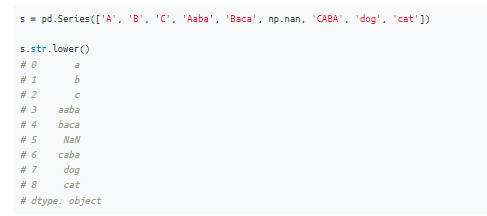 s = pd.Series(['A', 'B', 'C', 'Aaba', 'Baca', np.nan, 'CABA', 'dog', 'cat'])
s.str.lower()
# 0       a
# 1       b
# 2       c
# 3    aaba
# 4    baca
# 5     NaN
# 6    caba
# 7     dog
# 8     cat
# dtype: object